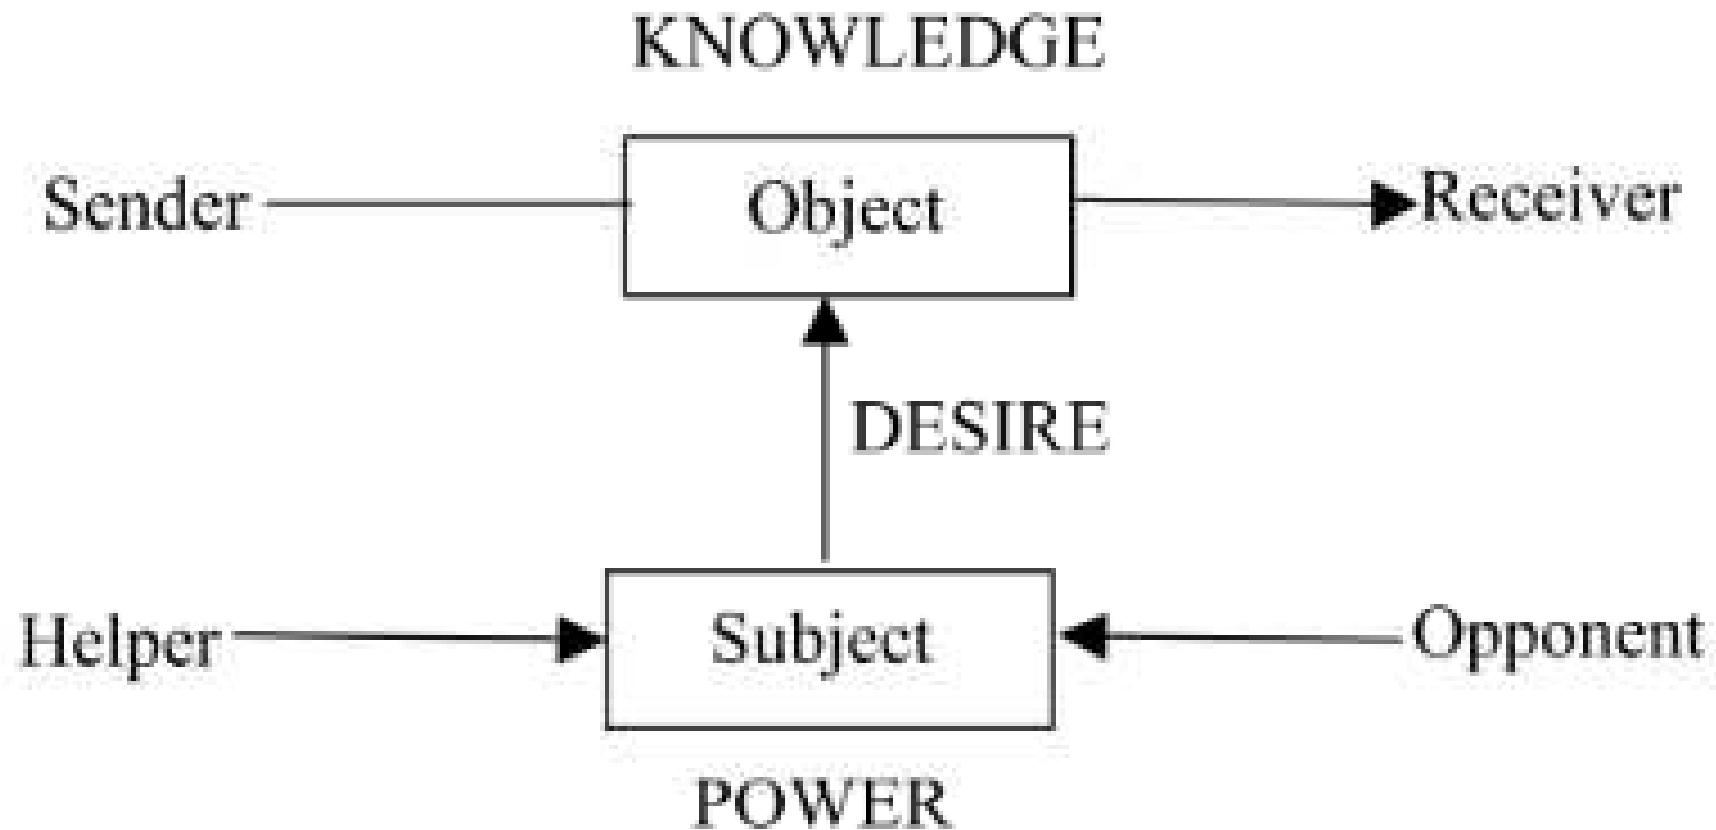 KNOWLEDGE
Sender Object Receiver
DESIRE
Helper Subject Opponent
POWER